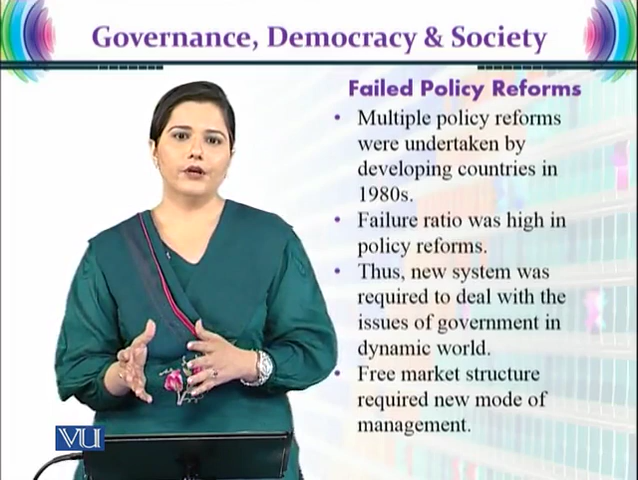 Governance, Democracy & Society
Failed Policy Reforms
• Multiple policy reforms
were undertaken by
developing countries in
1980s.
• Failure ratio was high in
policy reforms.
• Thus, new system was
required to deal with the
issues of government in
dynamic world.
• Free market structure
required new mode of
management.
VU